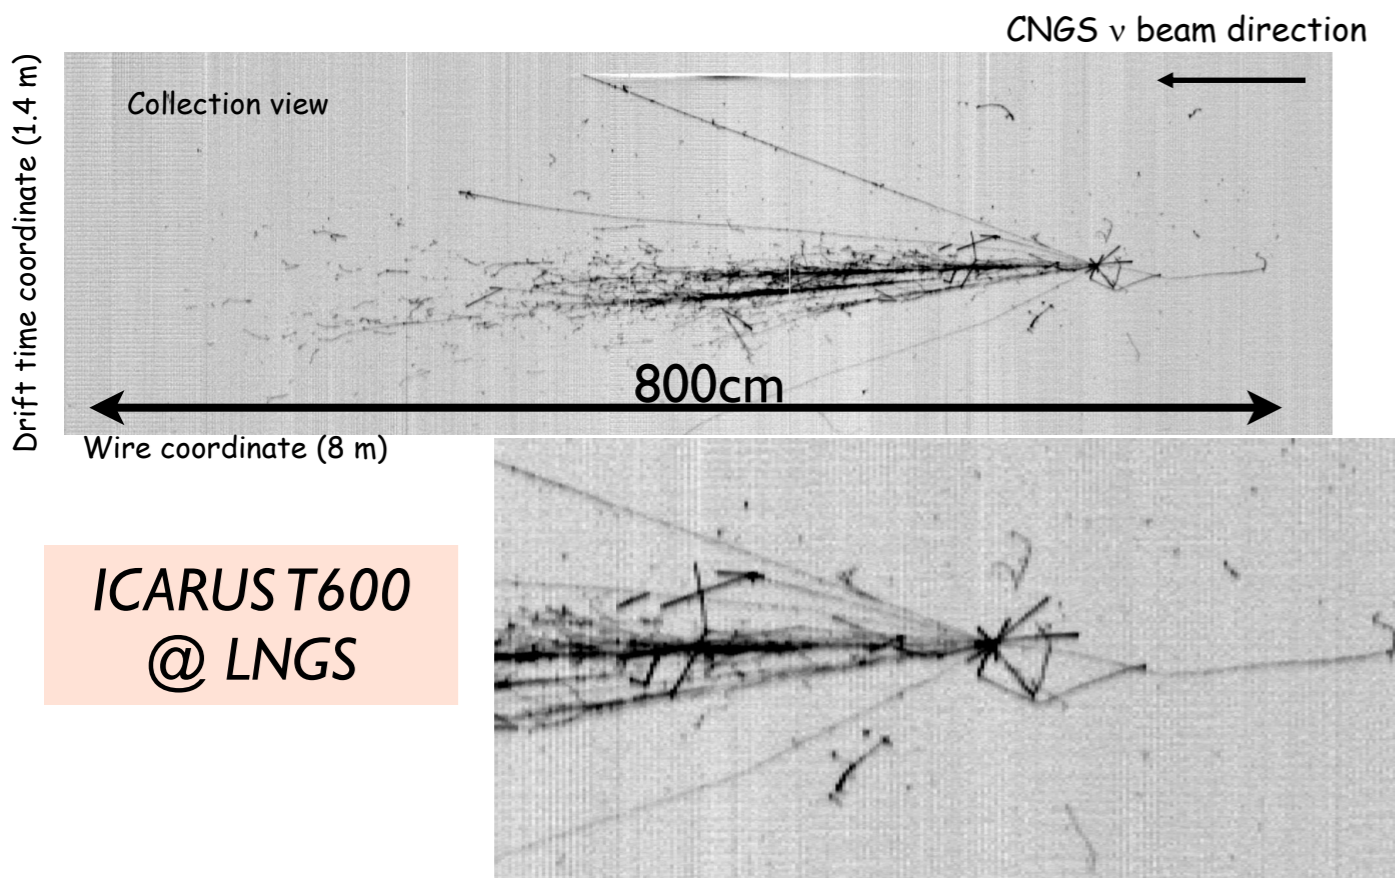 CNGS ν beam direction
Collection view
Drift time coordinate (1.4 m)
800cm
Wire coordinate (8 m)
ICARUS T600
@ LNGS